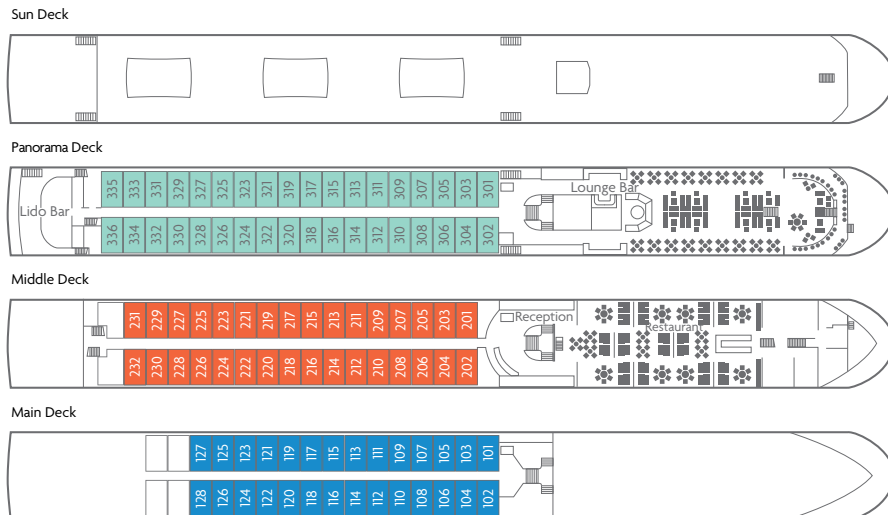 Sun Deck
Panorama Deck
335 333 331 329 327 325 323 321 319 317 315 313 311 309 307 305 303 301
Lounge Bar
Lido Bar
336 334 332 330 328 326 324 322 320 318 316 314 312 310 308 306 304 302
Middle Deck
231 229 227 225 223 221 219 217 215 213 211 209 207 205 203 201
Reception
Restaurant
232 230 228 226 224 222 220 218 216 214 212 210 208 206 204 202
Main Deck
127 125 123 121 119 117 115 113 111 109 107 105 103 101
128 126 124 122 120 118 116 114 112 110 108 106 104 102